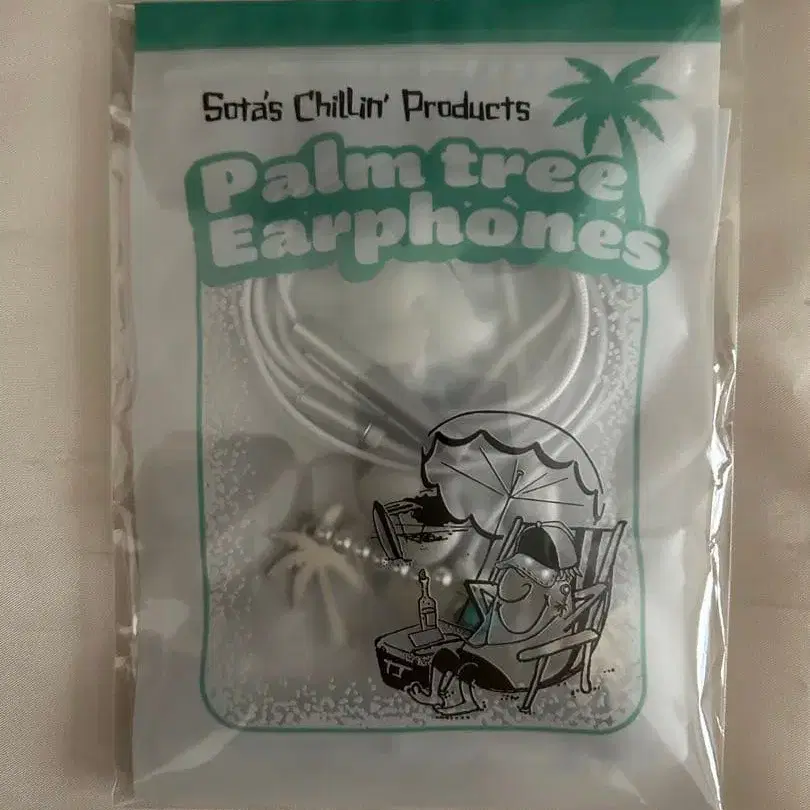 Sota's Chillin' Products
Palm tree
Earphones